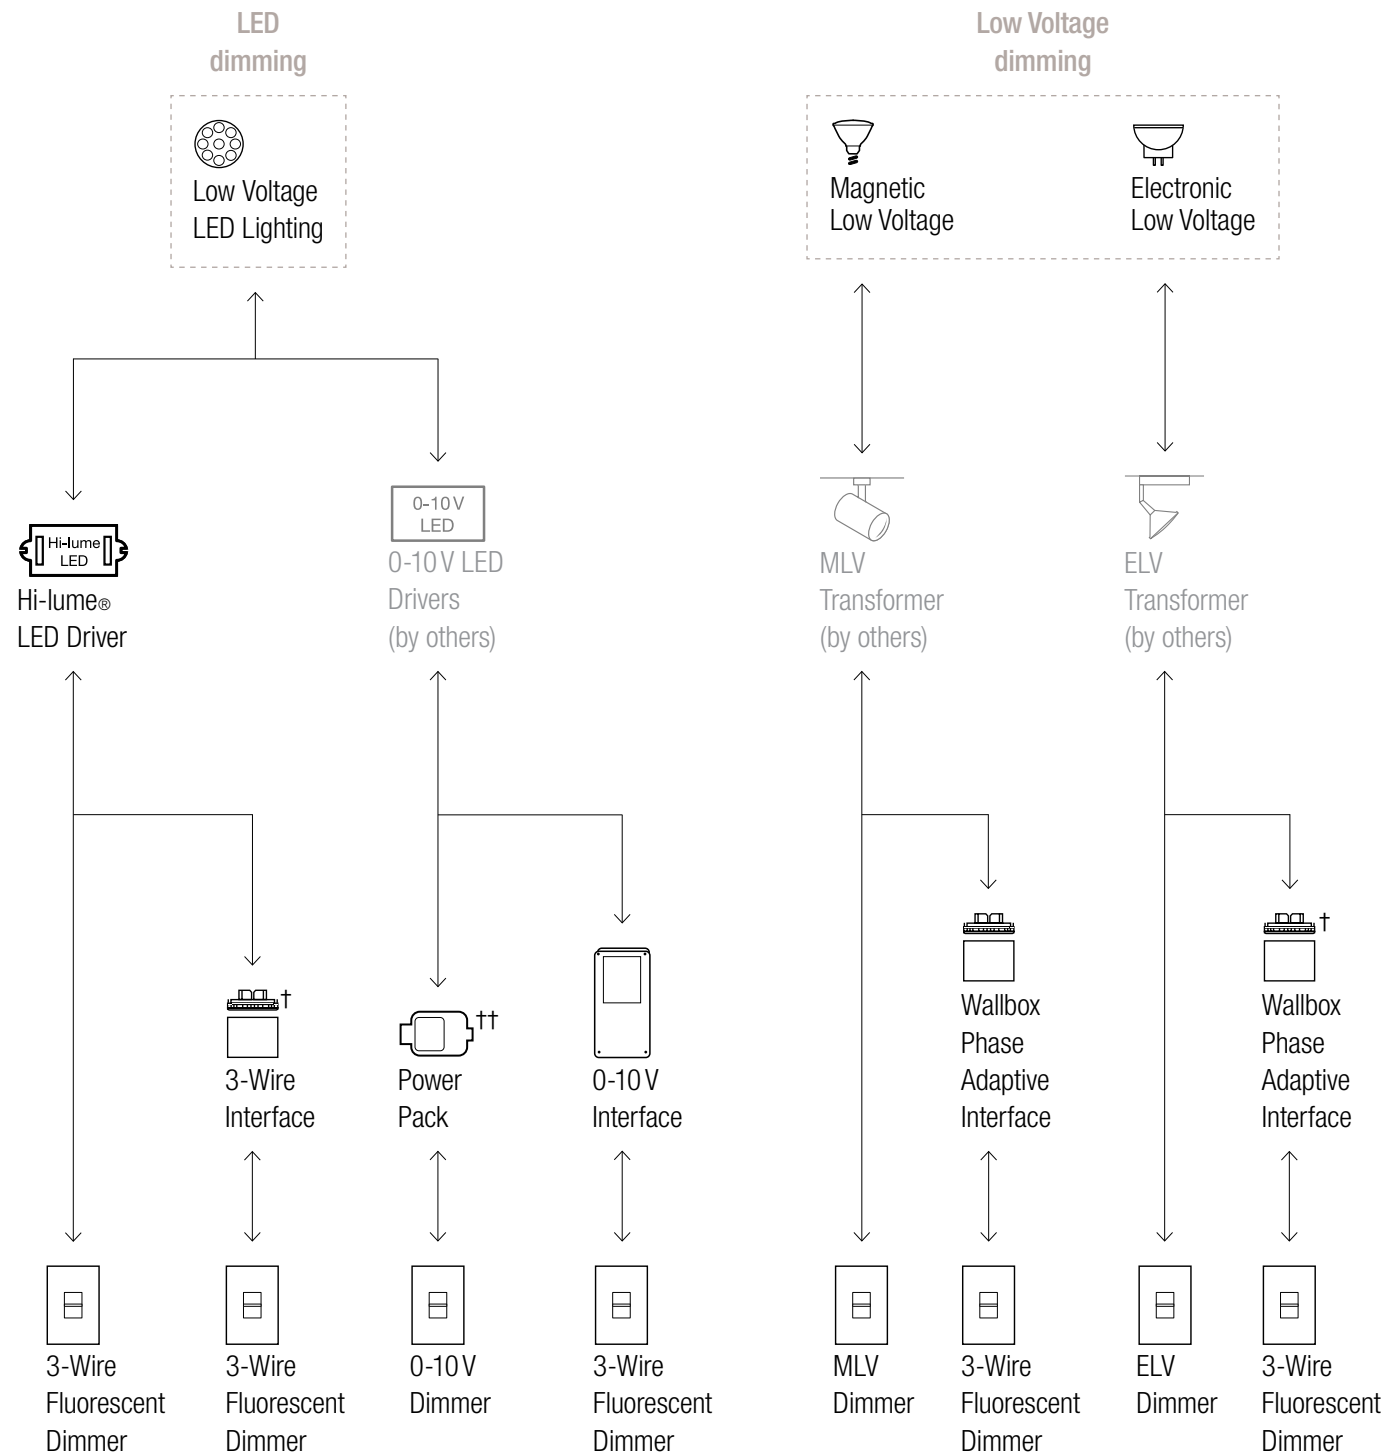 LED
dimming
Low Voltage
dimming
Low Voltage
LED Lighting
Magnetic
Low Voltage
Electronic
Low Voltage
Hi-lume
LED
Hi-lume®
LED Driver
0-10 V
LED
0-10 V LED
Drivers
(by others)
MLV
Transformer
(by others)
ELV
Transformer
(by others)
†
3-Wire
Interface
††
Power
Pack
0-10 V
Interface
Wallbox
Phase
Adaptive
Interface
†
Wallbox
Phase
Adaptive
Interface
3-Wire
Fluorescent
Dimmer
3-Wire
Fluorescent
Dimmer
0-10 V
Dimmer
3-Wire
Fluorescent
Dimmer
MLV
Dimmer
3-Wire
Fluorescent
Dimmer
ELV
Dimmer
3-Wire
Fluorescent
Dimmer